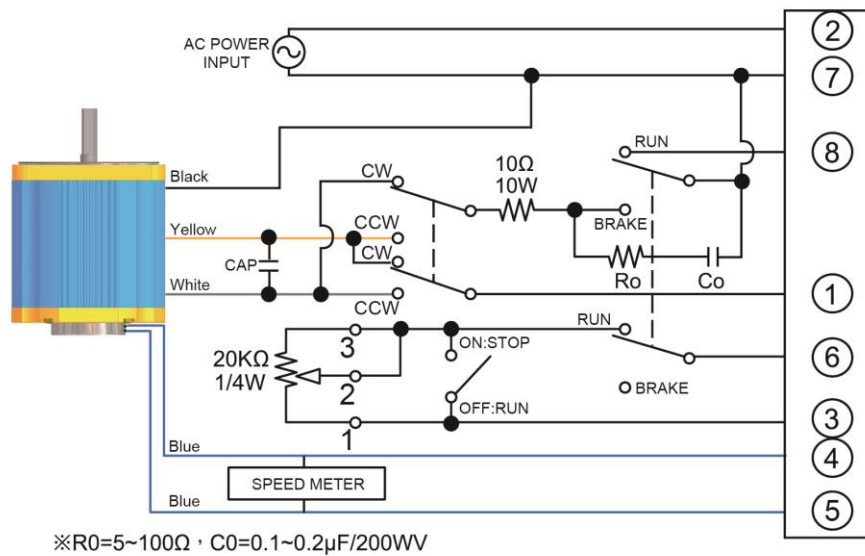 AC POWER
INPUT
2
7
RUN
8
Black
CW
10Ω
10W
Yellow
CCW
BRAKE
CAP
CW
Ro
Co
White
CCW
1
3
ON:STOP
RUN
20KΩ
1/4W
2
6
OFF:RUN
BRAKE
1
3
Blue
4
SPEED METER
Blue
5
※R0=5~100Ω，C0=0.1~0.2μF/200WV